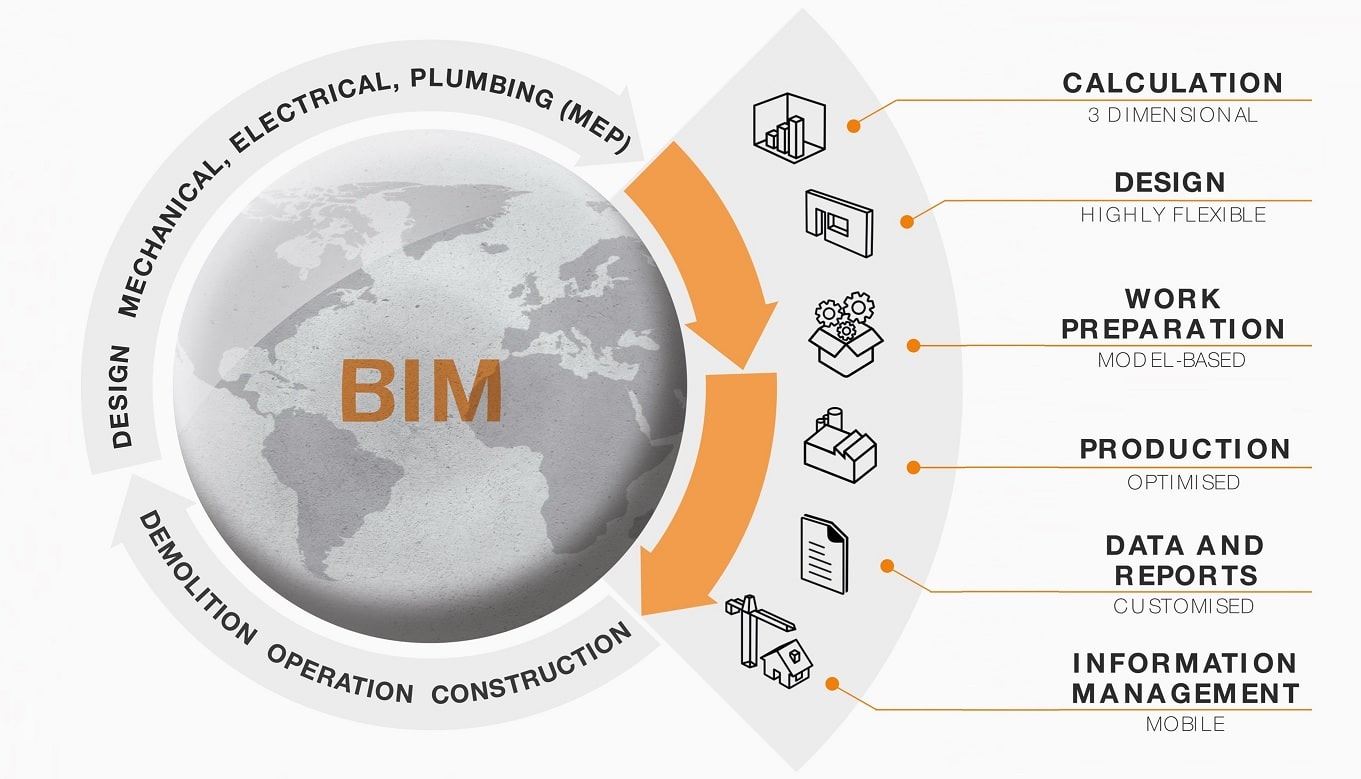 DESIGN MECHANICAL, ELECTRICAL, PLUMBING (MEP)
DEMOLITION OPERATION CONSTRUCTION
BIM
CALCULATION
3 DIMENSIONAL
DESIGN
HIGHLY FLEXIBLE
WORK
PREPARATION
MODEL-BASED
PRODUCTION
OPTIMISED
DATA AND
REPORTS
CUSTOMISED
INFORMATION
MANAGEMENT
MOBILE